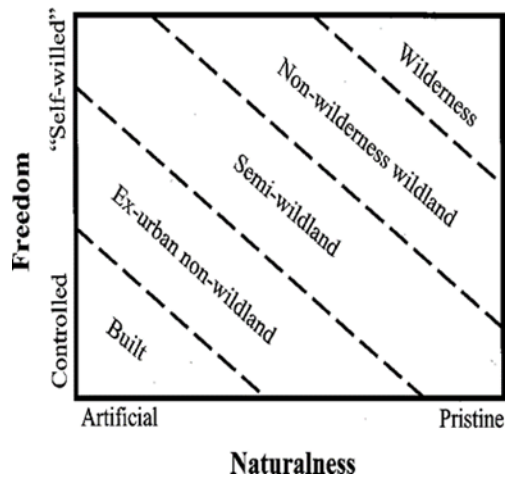 Freedom
Controlled
“Self-willed”
Wilderness
Non-wilderness wildland
Semi-wildland
Ex-urban non-wildland
Built
Artificial
Pristine
Naturalness